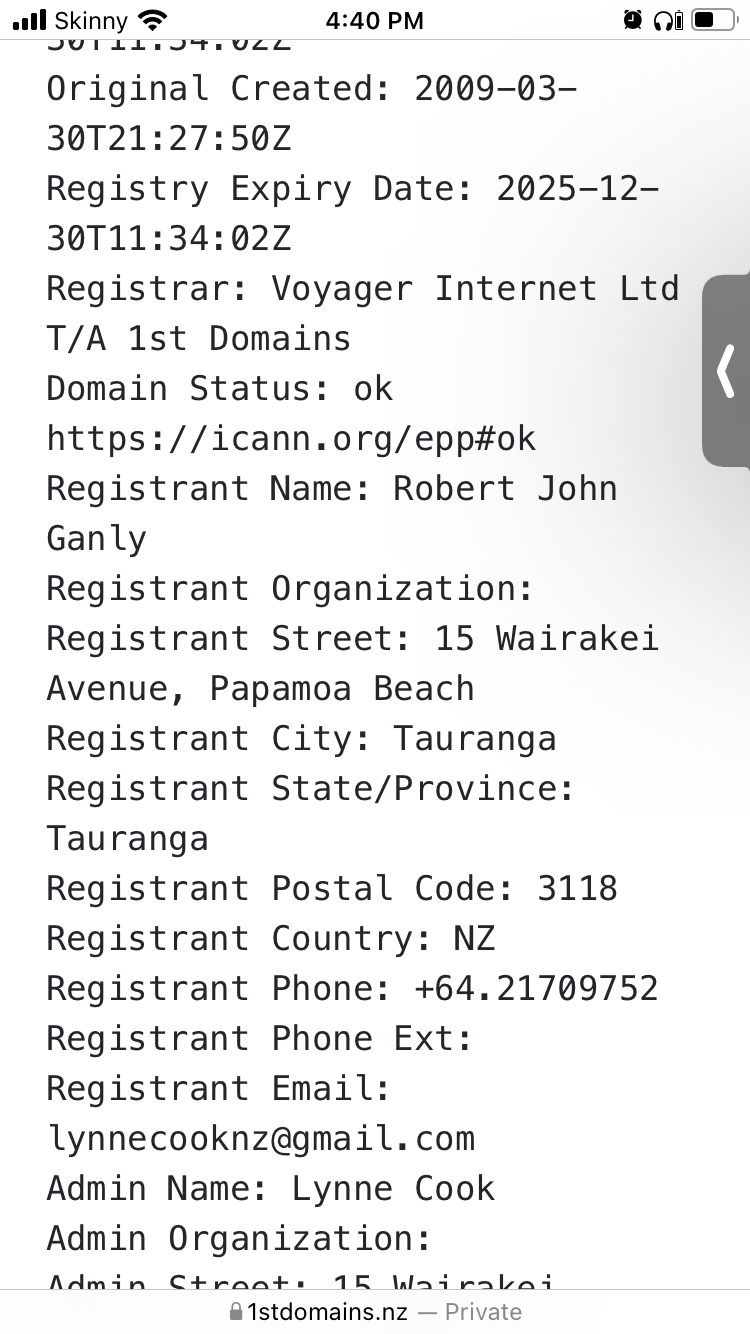 Skinny 4:40 PM
30T11:34:02Z
Original Created: 2009-03-
30T21:27:50Z
Registry Expiry Date: 2025-12-
30T11:34:02Z
Registrar: Voyager Internet Ltd
T/A 1st Domains
Domain Status: ok
https://icann.org/epp#ok
Registrant Name: Robert John
Ganly
Registrant Organization:
Registrant Street: 15 Wairakei
Avenue, Papamoa Beach
Registrant City: Tauranga
Registrant State/Province:
Tauranga
Registrant Postal Code: 3118
Registrant Country: NZ
Registrant Phone: +64.21709752
Registrant Phone Ext:
Registrant Email:
lynnecooknz@gmail.com
Admin Name: Lynne Cook
Admin Organization:
Admin Street: 15 Wairakei
1stdomains.nz — Private